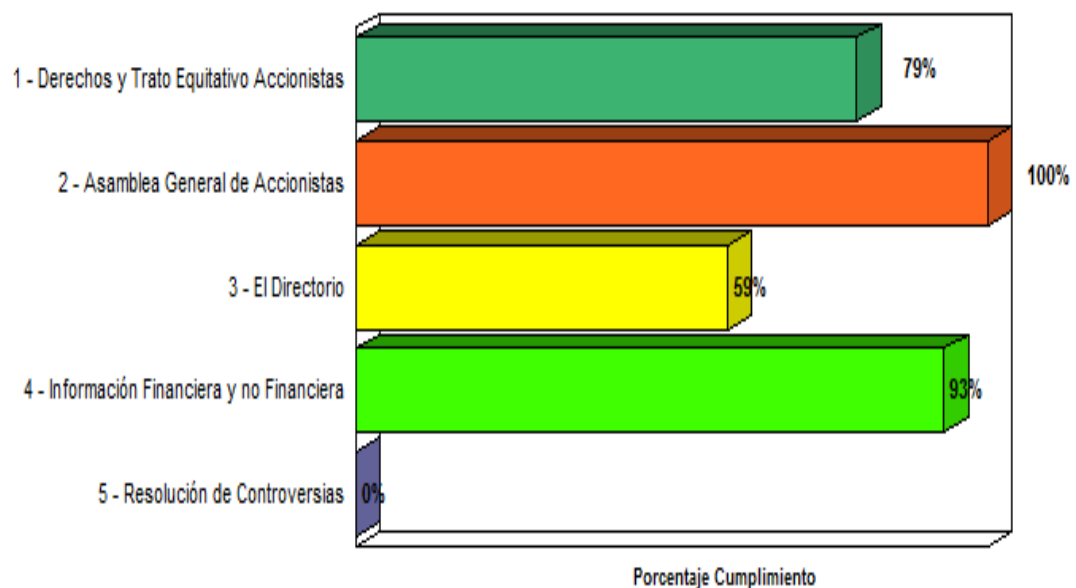 1 - Derechos y Trato Equitativo Accionistas
79%
2 - Asamblea General de Accionistas
100%
3 - El Directorio
59%
4 - Información Financiera y no Financiera
93%
5 - Resolución de Controversias
0%
Porcentaje Cumplimiento